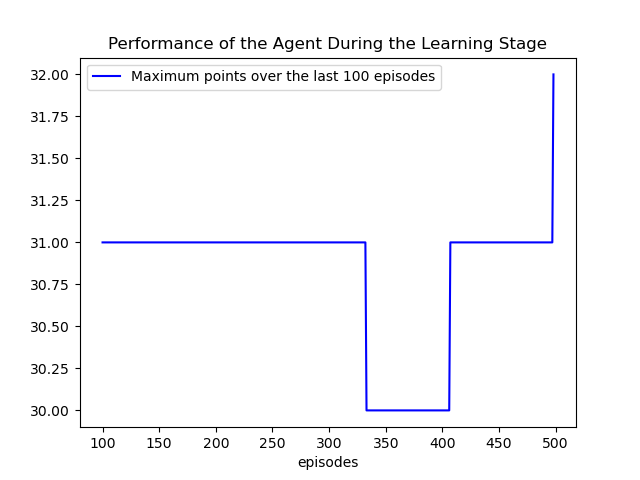 Performance of the Agent During the Learning Stage
Maximum points over the last 100 episodes
32.00
31.75
31.50
31.25
31.00
30.75
30.50
30.25
30.00
100 150 200 250 300 350 400 450 500
episodes